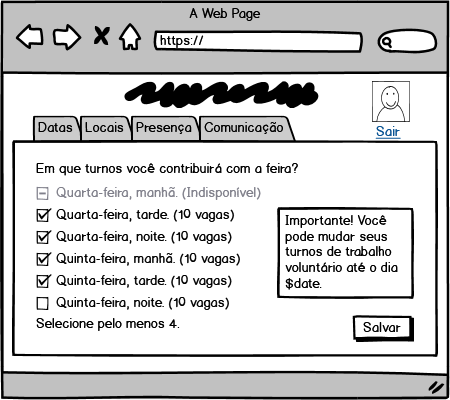 A Web Page
https://
Sair
Datas Locais Presença Comunicação
Em que turnos você contribuirá com a feira?
Quarta-feira, manhã. (Indisponível)
Quarta-feira, tarde. (10 vagas)
Quarta-feira, noite. (10 vagas)
Quinta-feira, manhã. (10 vagas)
Quinta-feira, tarde. (10 vagas)
Quinta-feira, noite. (10 vagas)
Selecione pelo menos 4.
Importante! Você
pode mudar seus
turnos de trabalho
voluntário até o dia
$date.
Salvar